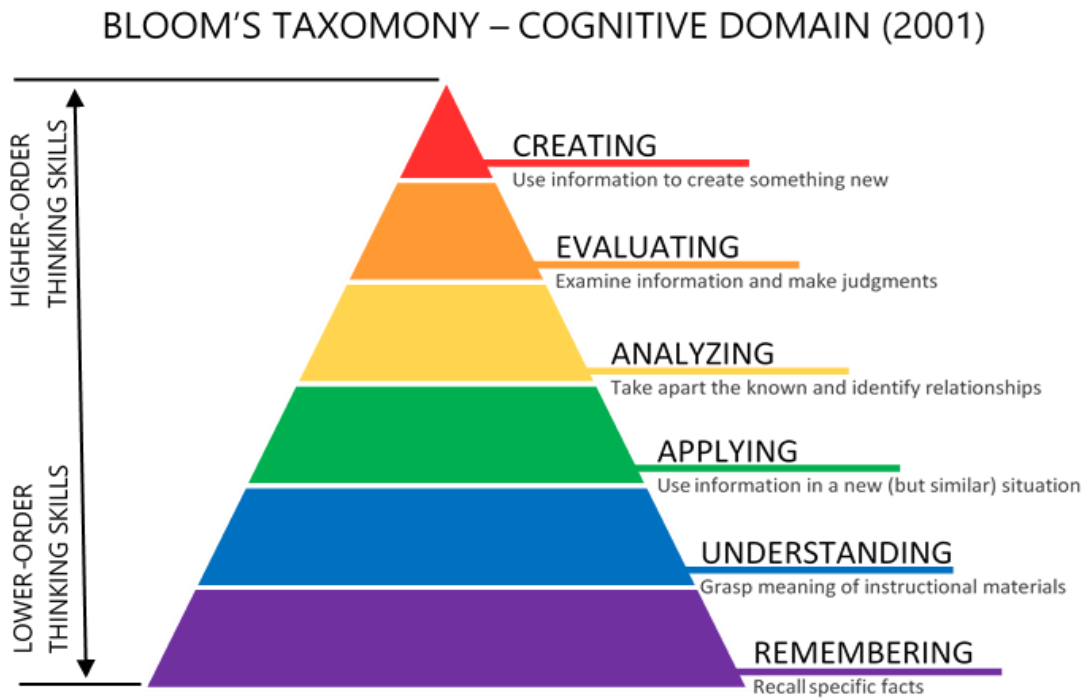 BLOOM'S TAXOMONY – COGNITIVE DOMAIN (2001)
HIGHER-ORDER
THINKING SKILLS
LOWER-ORDER
THINKING SKILLS
CREATING
Use information to create something new
EVALUATING
Examine information and make judgments
ANALYZING
Take apart the known and identify relationships
APPLYING
Use information in a new (but similar) situation
UNDERSTANDING
Grasp meaning of instructional materials
REMEMBERING
Recall specific facts